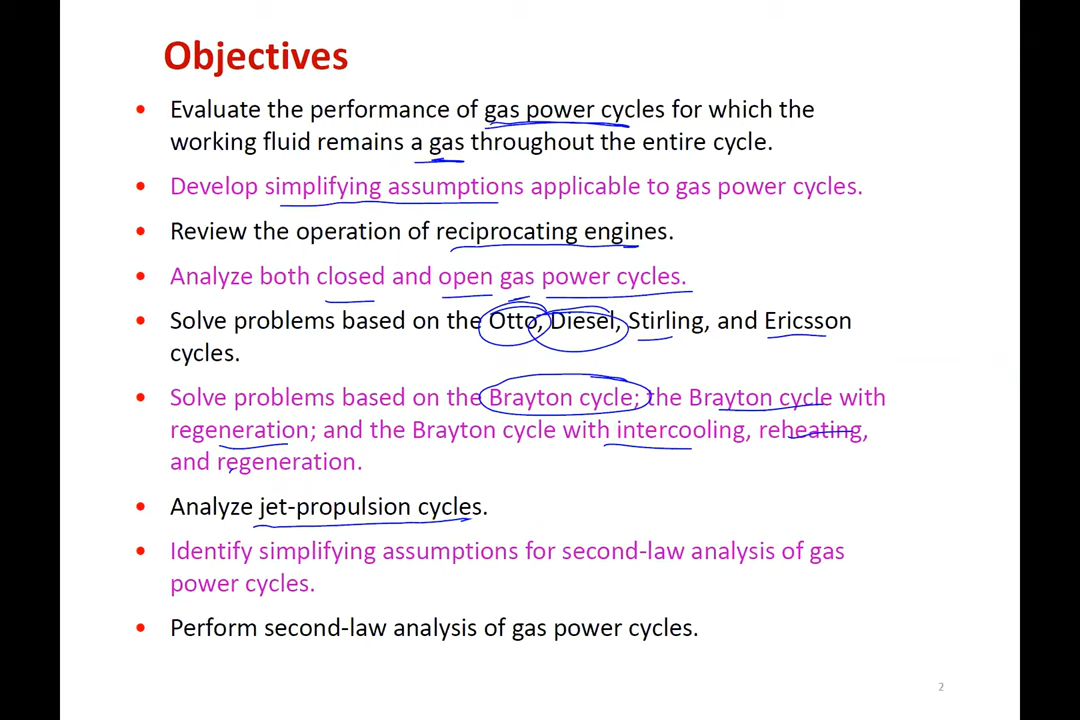 Objectives
• Evaluate the performance of gas power cycles for which the
working fluid remains a gas throughout the entire cycle.
• Develop simplifying assumptions applicable to gas power cycles.
• Review the operation of reciprocating engines.
• Analyze both closed and open gas power cycles.
• Solve problems based on the Otto, Diesel, Stirling, and Ericsson
cycles.
• Solve problems based on the Brayton cycle; the Brayton cycle with
regeneration; and the Brayton cycle with intercooling, reheating,
and regeneration.
• Analyze jet-propulsion cycles.
• Identify simplifying assumptions for second-law analysis of gas
power cycles.
• Perform second-law analysis of gas power cycles.
2